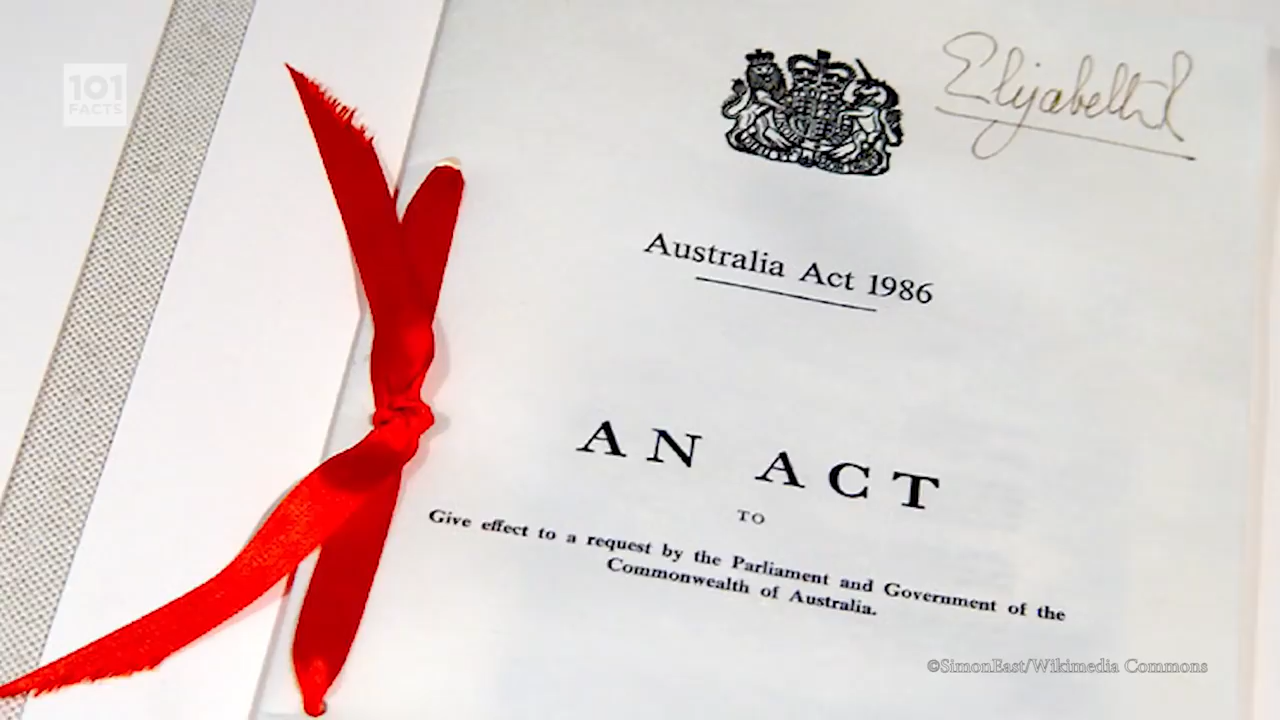 101
FACTS
Elizabeth R
Australia Act 1986
AN ACT
TO
Give effect to a request by the Parliament and Government of the
Commonwealth of Australia.
©SimonEast/Wikimedia Commons